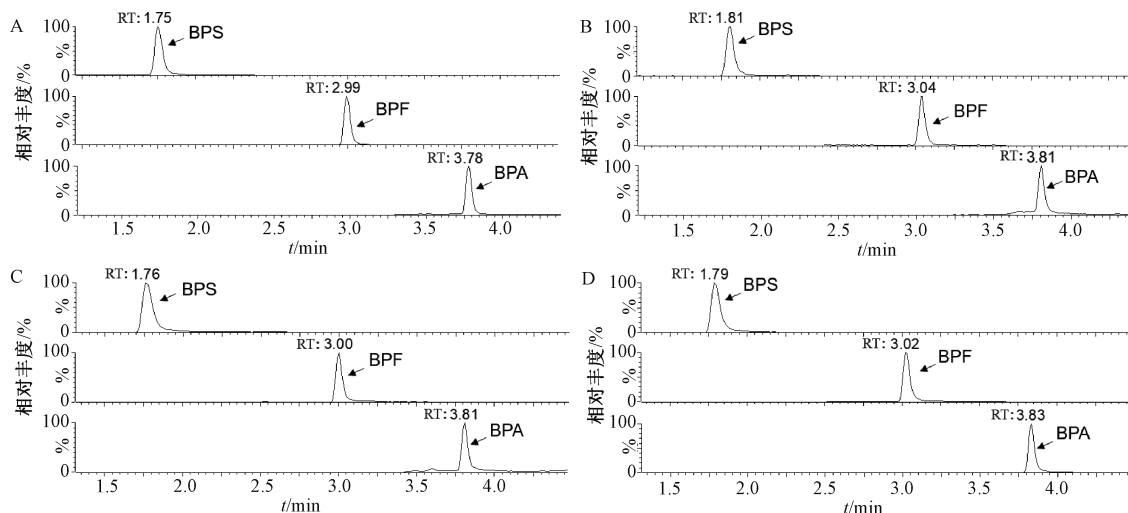 A
相对丰度/%
RT: 1.75
100
%
0
BPS
RT: 2.99
100
%
0
BPF
RT: 3.78
100
%
0
BPA
1.5 2.0 2.5 3.0 3.5 4.0
t/min
B
相对丰度/%
RT: 1.81
100
%
0
BPS
RT: 3.04
100
%
0
BPF
RT: 3.81
100
%
0
BPA
1.5 2.0 2.5 3.0 3.5 4.0
t/min
C
相对丰度/%
RT: 1.76
100
%
0
BPS
RT: 3.00
100
%
0
BPF
RT: 3.81
100
%
0
BPA
1.5 2.0 2.5 3.0 3.5 4.0
t/min
D
相对丰度/%
RT: 1.79
100
%
0
BPS
RT: 3.02
100
%
0
BPF
RT: 3.83
100
%
0
BPA
1.5 2.0 2.5 3.0 3.5 4.0
t/min